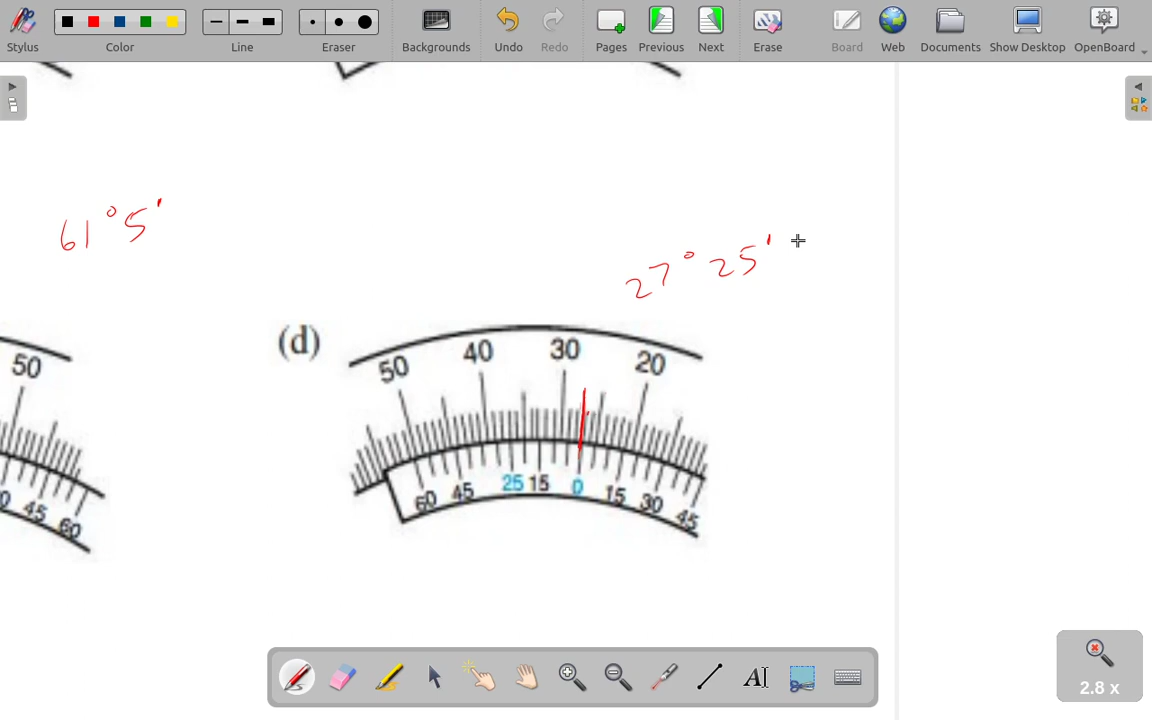 Stylus Color Line Eraser Backgrounds Undo Redo Pages Previous Next Erase Board Web Documents Show Desktop OpenBoard
61°5'
27°25'
50
(d)
50 40 30 20
60 45 25 15 0 15 30 45
0 45 60
2.8 x